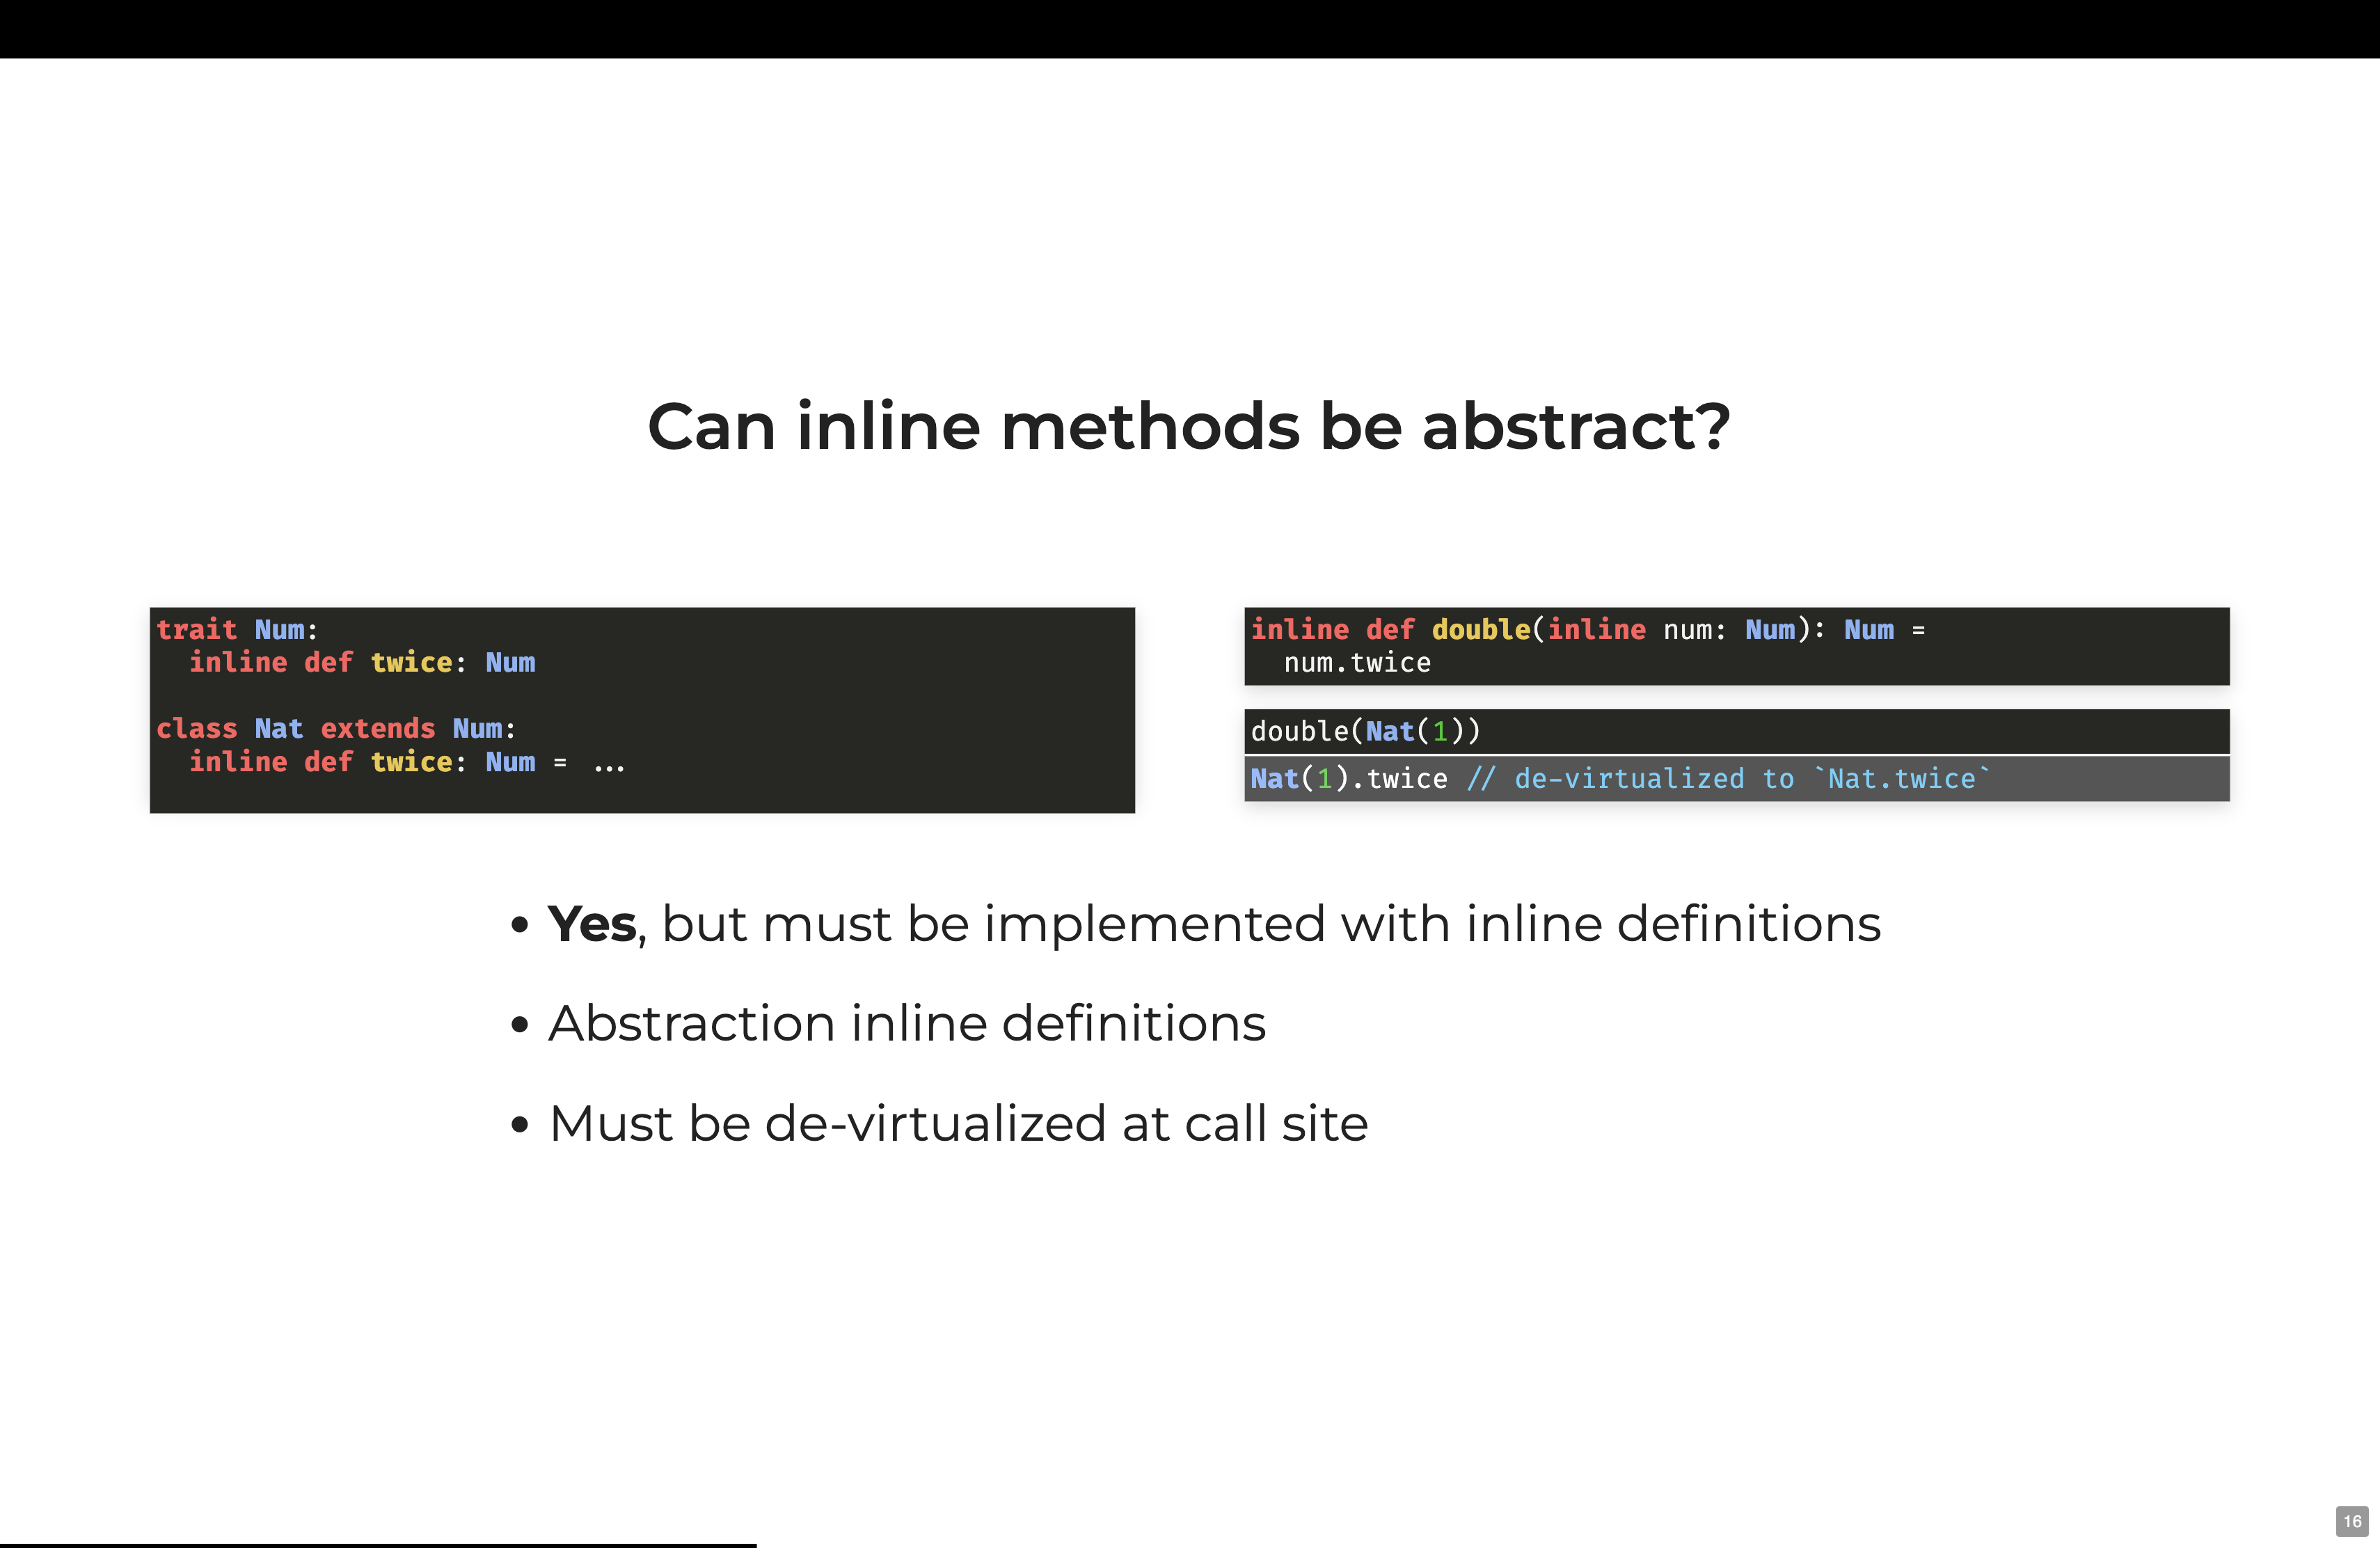 Can inline methods be abstract?
trait Num:
  inline def twice: Num
class Nat extends Num:
  inline def twice: Num = ...
inline def double(inline num: Num): Num =
  num.twice
double(Nat(1))
Nat(1).twice // de-virtualized to `Nat.twice`
• Yes, but must be implemented with inline definitions
• Abstraction inline definitions
• Must be de-virtualized at call site
16